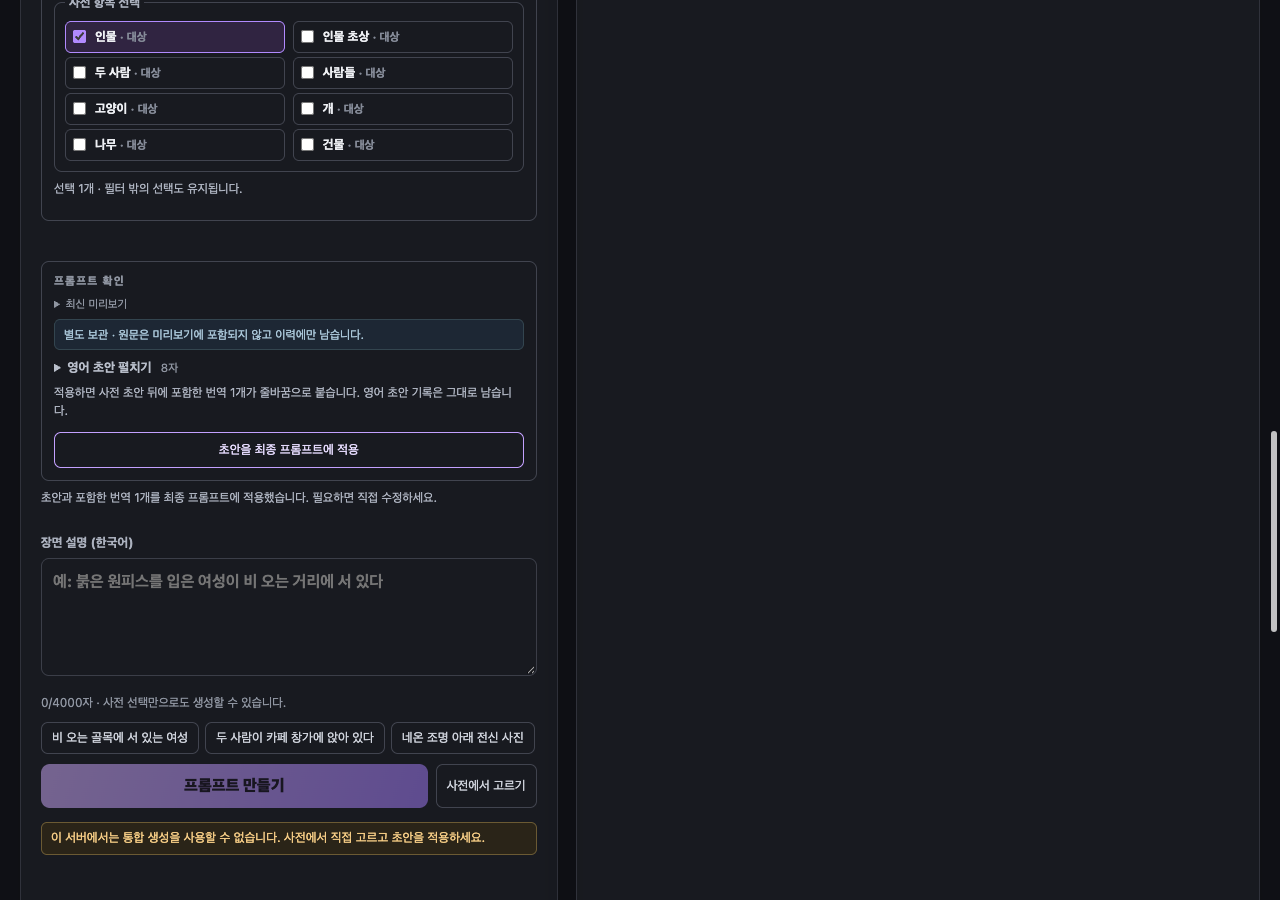 사전 항목 선택
인물 · 대상
인물 초상 · 대상
두 사람 · 대상
사람들 · 대상
고양이 · 대상
개 · 대상
나무 · 대상
건물 · 대상
선택 1개 · 필터 밖의 선택도 유지됩니다.
프롬프트 확인
최신 미리보기
별도 보관 · 원문은 미리보기에 포함되지 않고 이력에만 남습니다.
영어 초안 펼치기 8자
적용하면 사전 초안 뒤에 포함한 번역 1개가 줄바꿈으로 붙습니다. 영어 초안 기록은 그대로 남습니
다.
초안을 최종 프롬프트에 적용
초안과 포함한 번역 1개를 최종 프롬프트에 적용했습니다. 필요하면 직접 수정하세요.
장면 설명 (한국어)
예: 붉은 원피스를 입은 여성이 비 오는 거리에 서 있다
0/4000자 · 사전 선택만으로도 생성할 수 있습니다.
비 오는 골목에 서 있는 여성
두 사람이 카페 창가에 앉아 있다
네온 조명 아래 전신 사진
프롬프트 만들기
사전에서 고르기
이 서버에서는 통합 생성을 사용할 수 없습니다. 사전에서 직접 고르고 초안을 적용하세요.